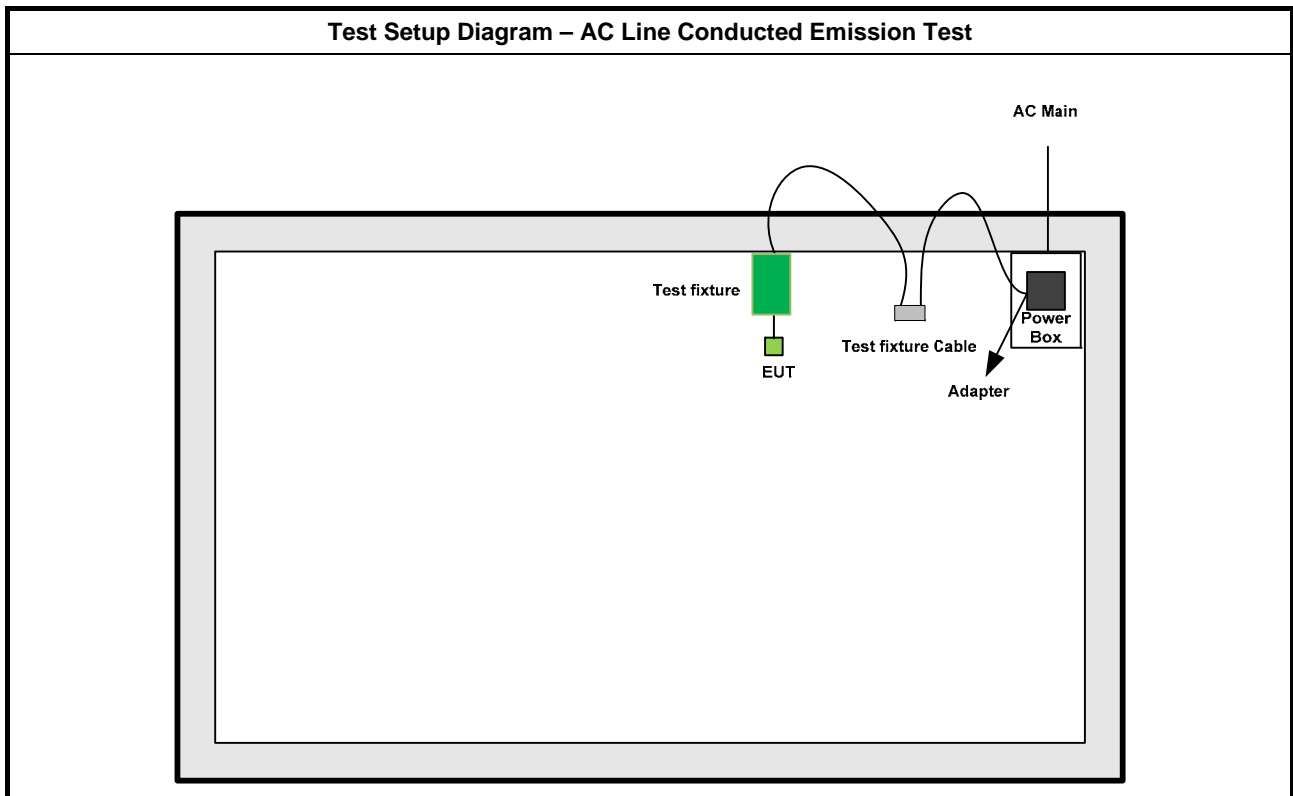 Test Setup Diagram – AC Line Conducted Emission Test
AC Main
Test fixture
Power
Box
Test fixture Cable
EUT
Adapter